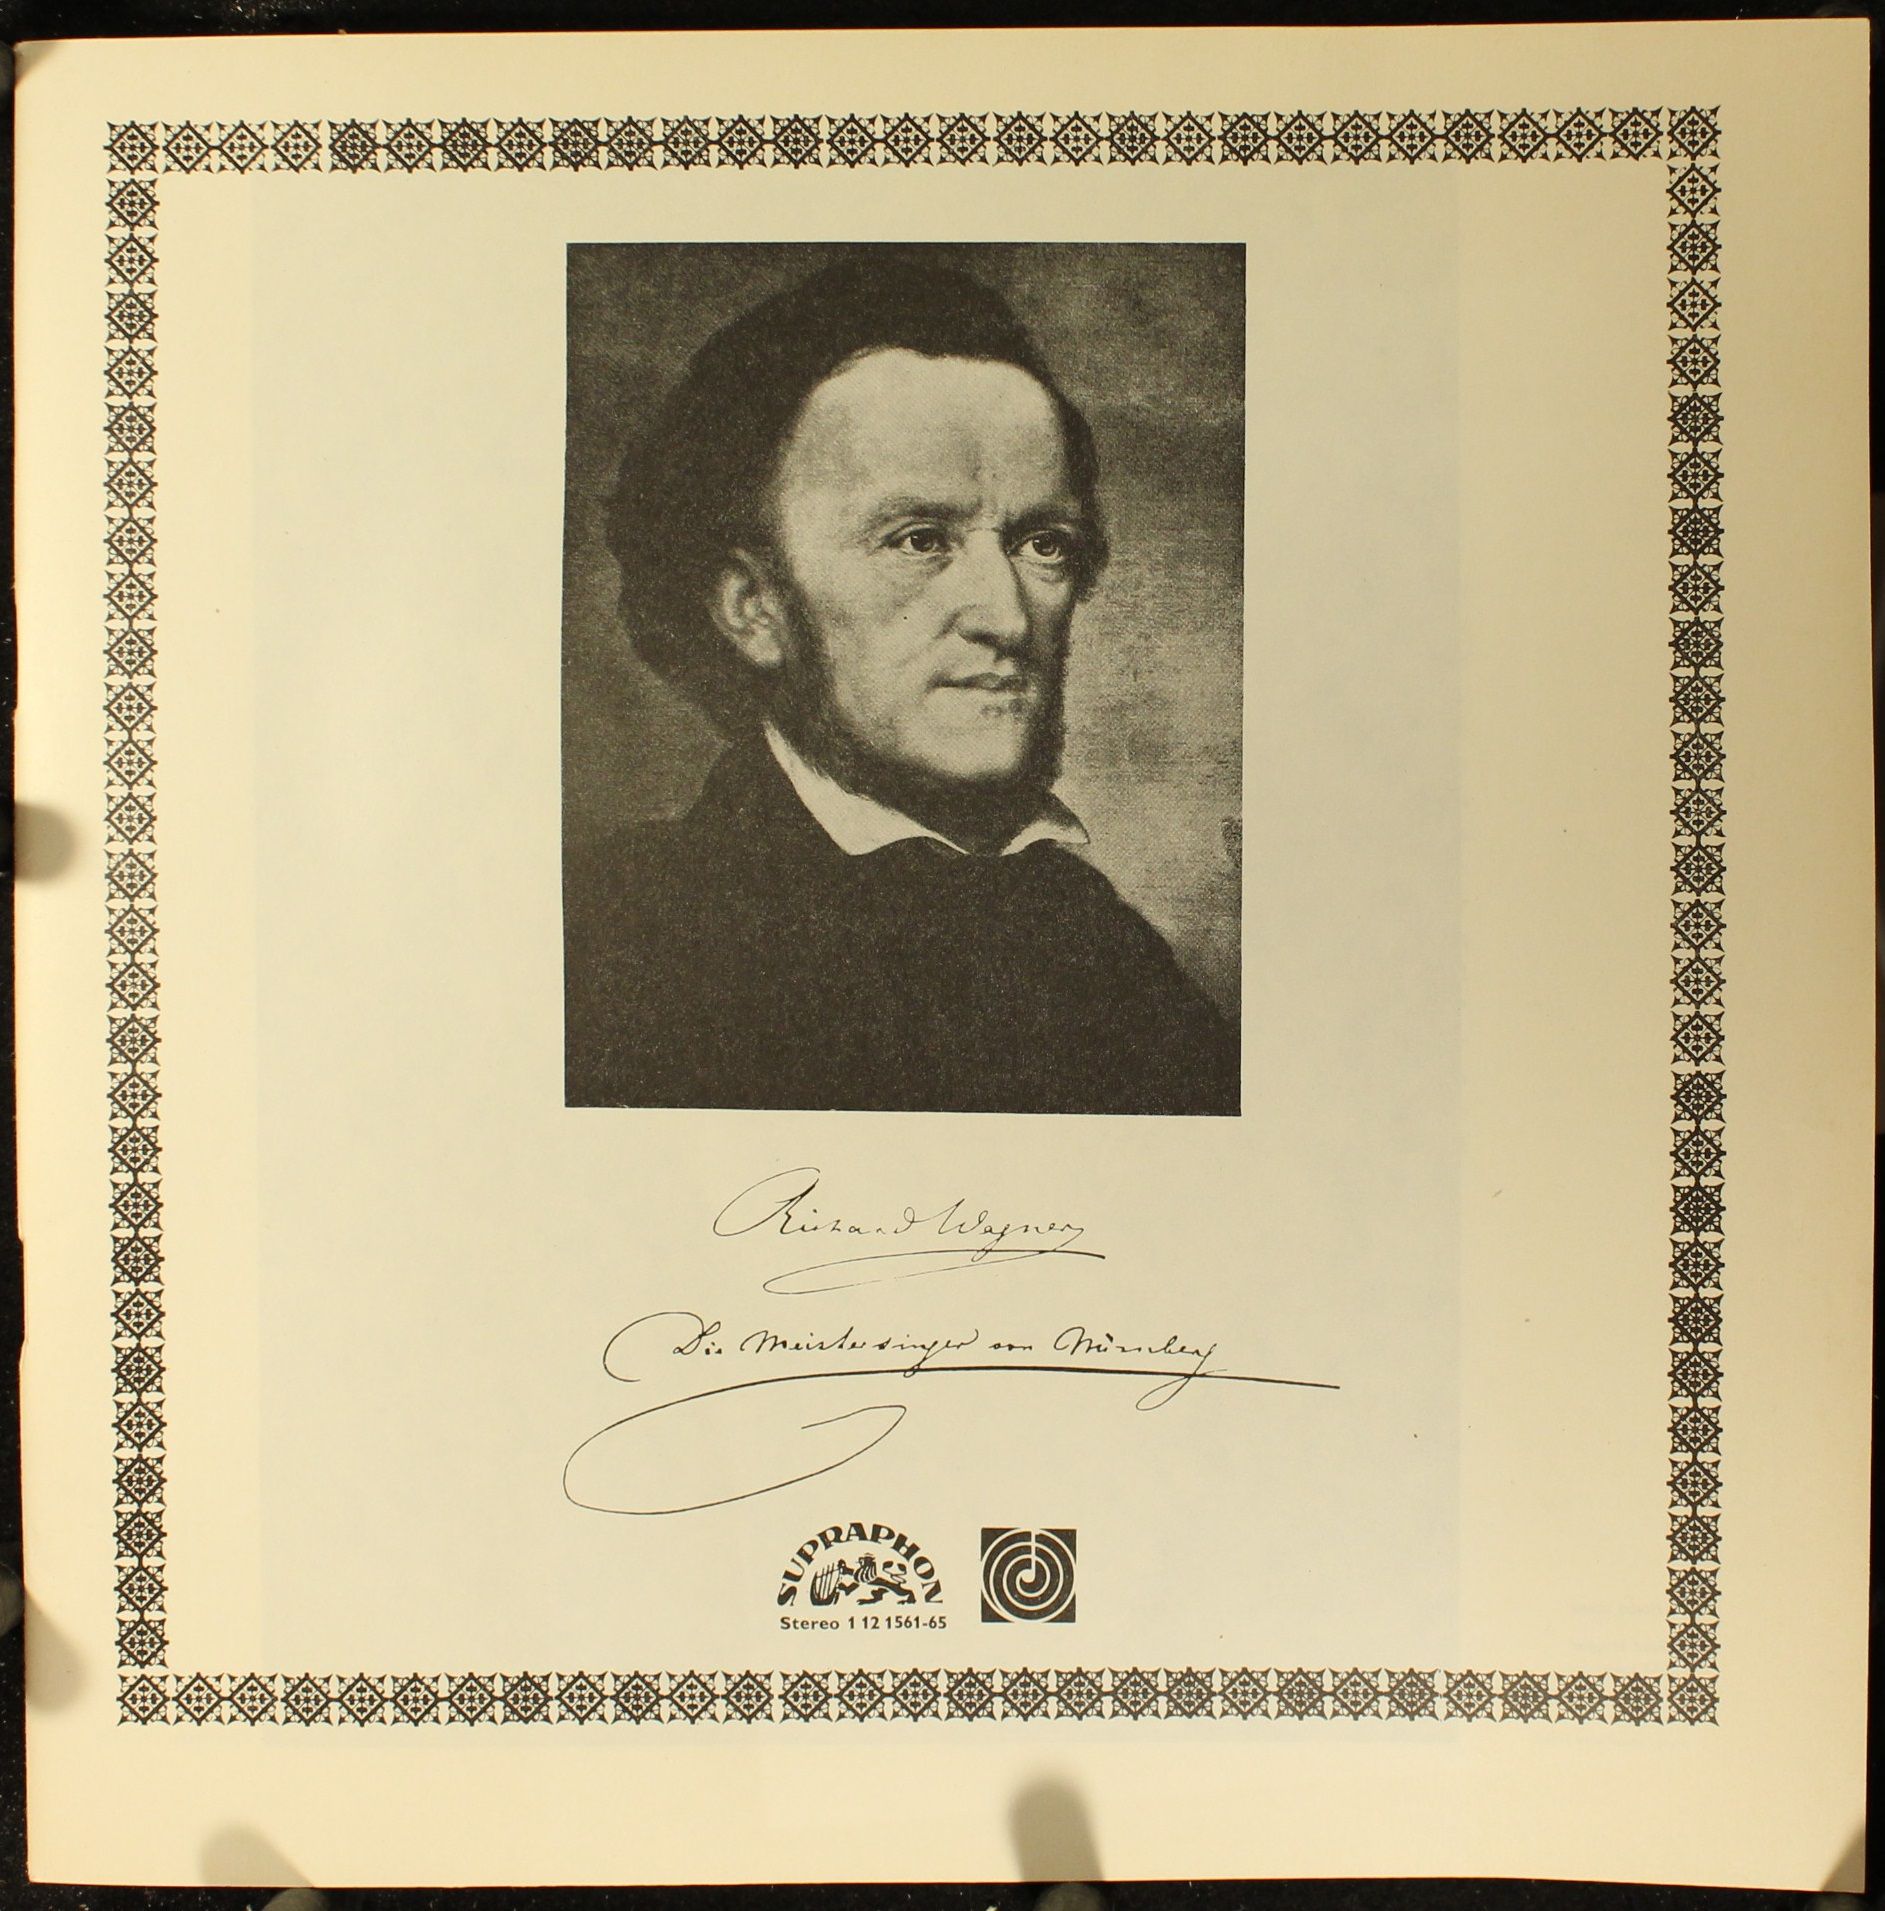 Richard Wagner
Die Meistersinger von Nürnberg
SUPRAPHON
Stereo 1 12 1561-65